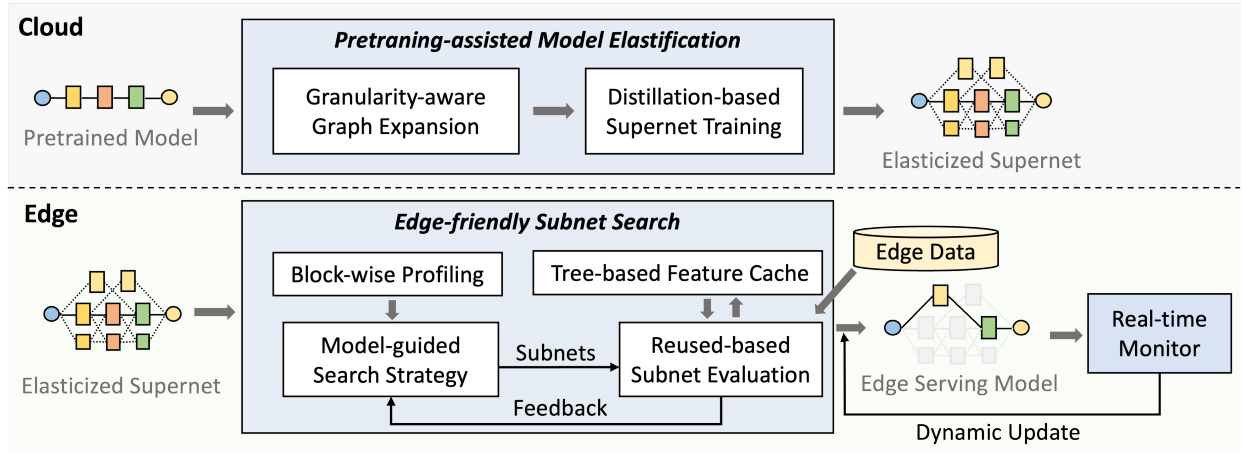 Cloud
Pretraning-assisted Model Elastification
Granularity-aware
Graph Expansion
Distillation-based
Supernet Training
Pretrained Model
Elasticized Supernet
Edge
Edge-friendly Subnet Search
Edge Data
Block-wise Profiling
Tree-based Feature Cache
Model-guided
Search Strategy
Subnets
Feedback
Reused-based
Subnet Evaluation
Real-time
Monitor
Elasticized Supernet
Edge Serving Model
Dynamic Update